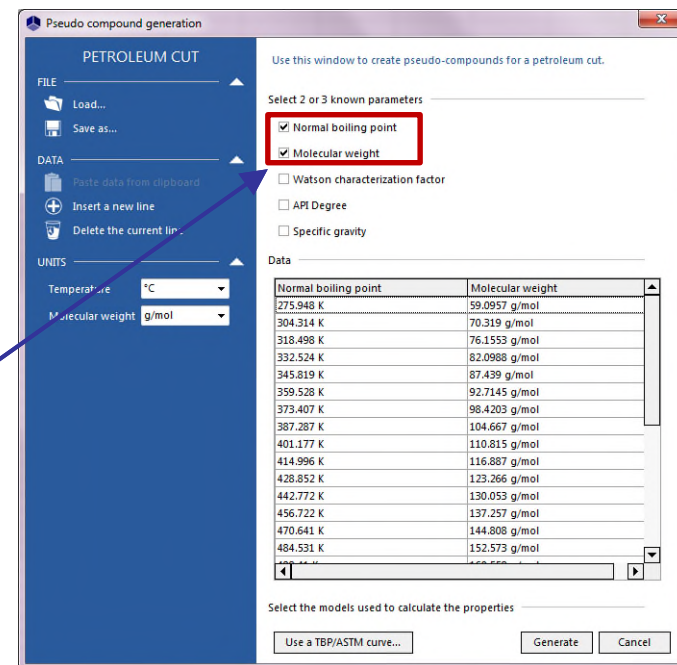 Pseudo compound generation
PETROLEUM CUT
FILE
Load...
Save as...
DATA
Paste data from clipboard
Insert a new line
Delete the current line
UNITS
Temperature °C
Molecular weight g/mol
Use this window to create pseudo-compounds for a petroleum cut.
Select 2 or 3 known parameters
Normal boiling point
Molecular weight
Watson characterization factor
API Degree
Specific gravity
Data
Normal boiling point Molecular weight
275.948 K 59.0957 g/mol
304.314 K 70.319 g/mol
318.498 K 76.1553 g/mol
332.524 K 82.0988 g/mol
345.819 K 87.439 g/mol
359.528 K 92.7145 g/mol
373.407 K 98.4203 g/mol
387.287 K 104.667 g/mol
401.177 K 110.815 g/mol
414.996 K 116.887 g/mol
428.852 K 123.266 g/mol
442.772 K 130.053 g/mol
456.722 K 137.257 g/mol
470.641 K 144.808 g/mol
484.531 K 152.573 g/mol
Select the models used to calculate the properties
Use a TBP/ASTM curve... Generate Cancel